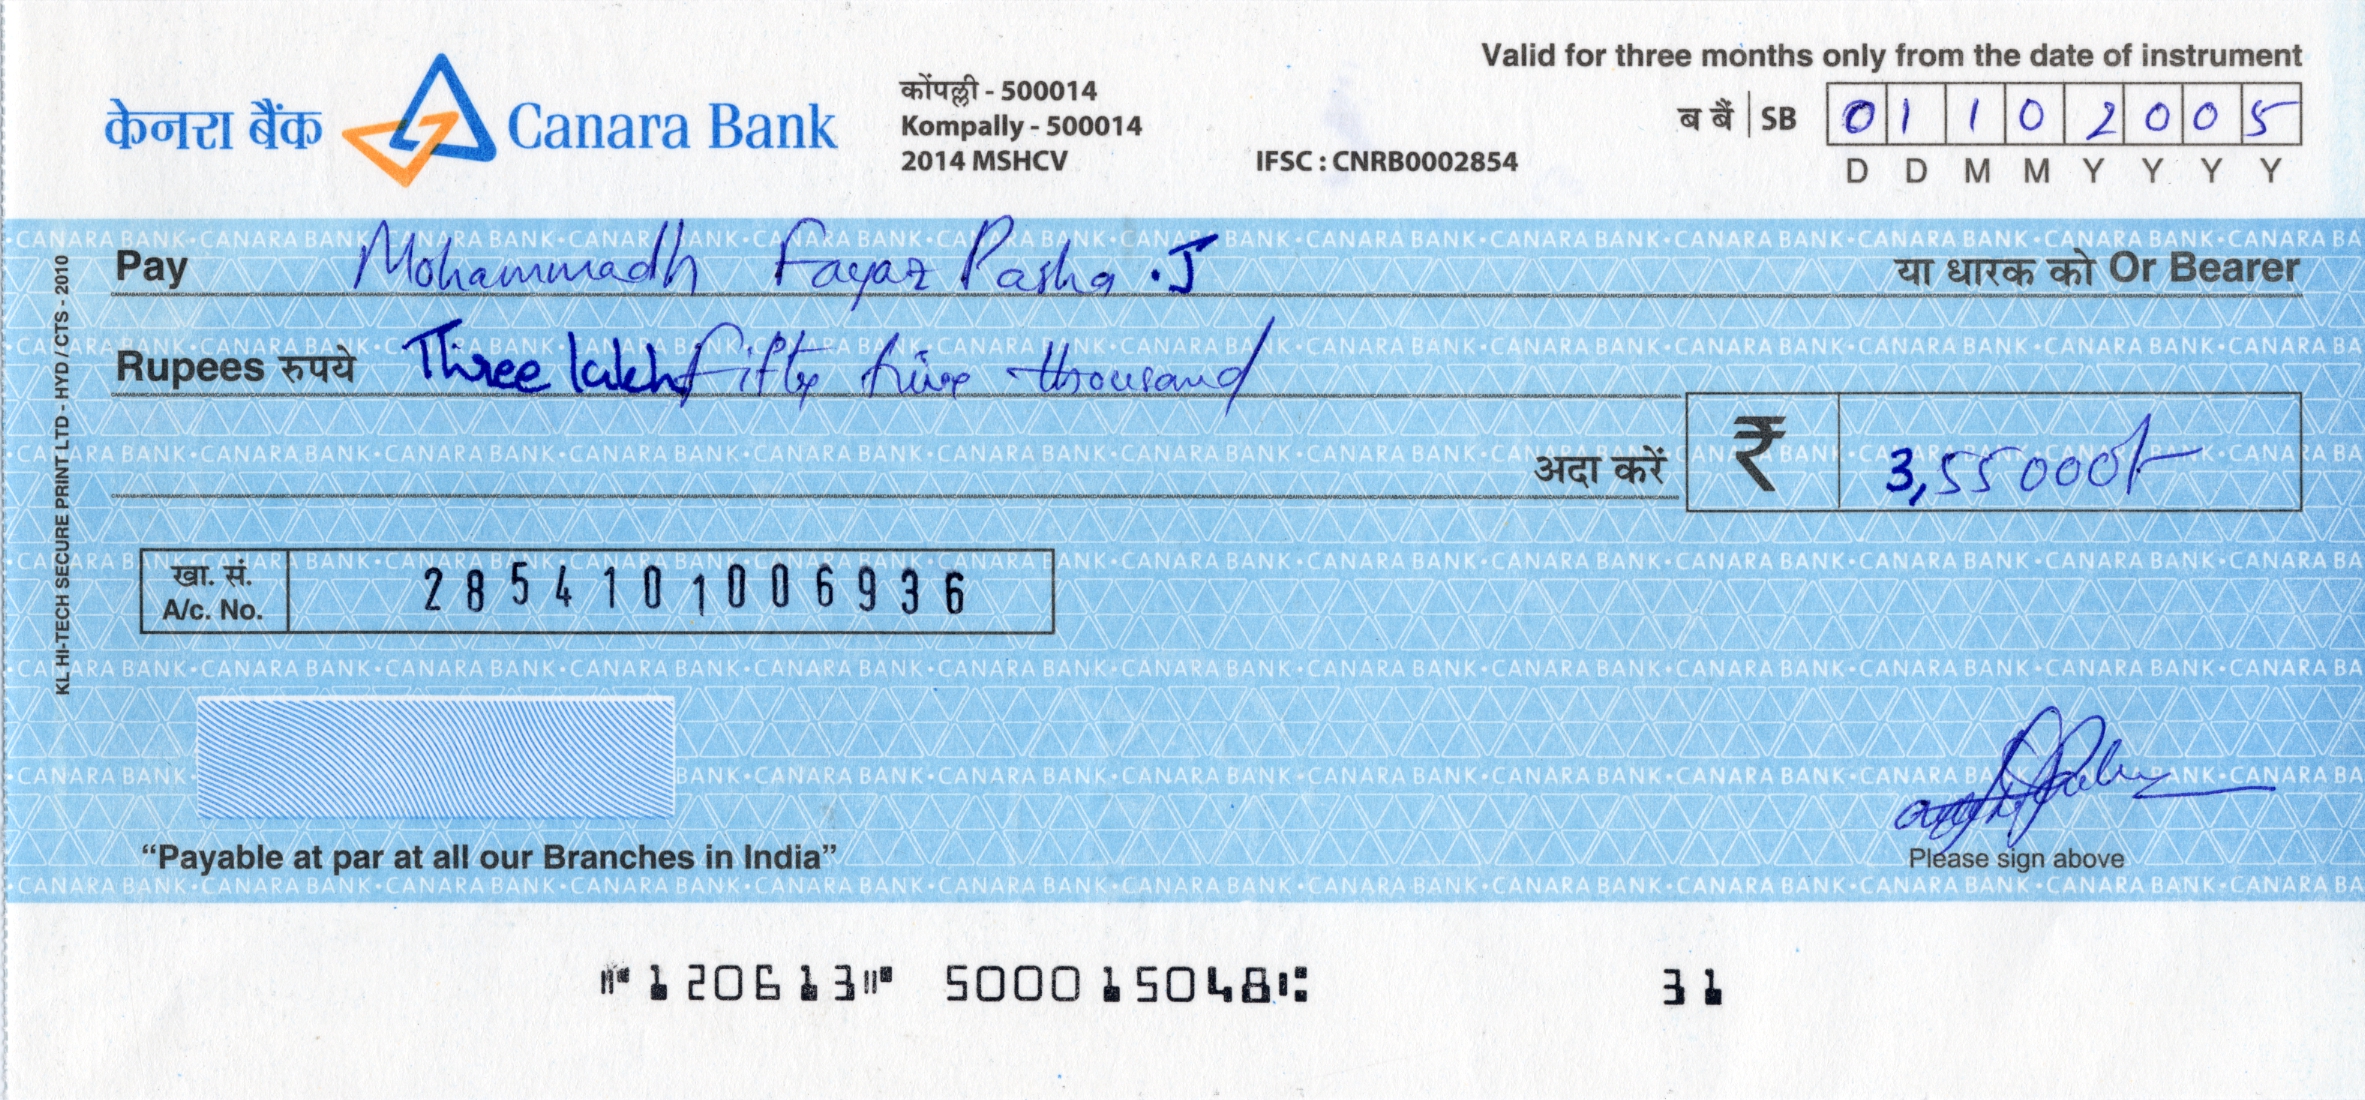 Valid for three months only from the date of instrument
केनरा बैंक Canara Bank
कोंपल्ली - 500014
Kompally - 500014
2014 MSHCV
IFSC : CNRB0002854
ब बैं | SB 0 1 1 0 2 0 0 5
D D M M Y Y Y Y
Pay Mohammadh Fayaz Pasha . J या धारक को Or Bearer
Rupees रुपये Three lakh fifty five thousand
अदा करें ₹ 3,55000/-
खा. सं.
A/c. No.
2854101006936
KL HI-TECH SECURE PRINT LTD - HYD / CTS - 2010
"Payable at par at all our Branches in India"
Please sign above
⑈120613⑈ 500015048⑆ 31